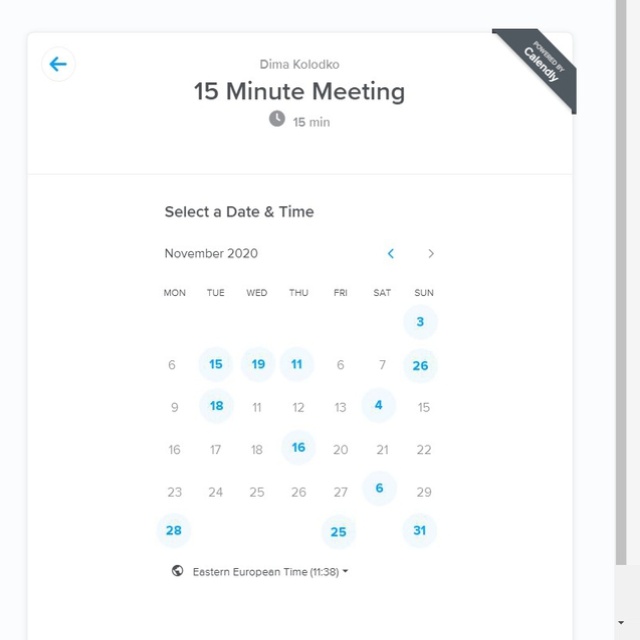 POWERED BY
Calendly
Dima Kolodko
15 Minute Meeting
15 min
Select a Date & Time
November 2020
MON TUE WED THU FRI SAT SUN
3
6 15 19 11 6 7 26
9 18 11 12 13 4 15
16 17 18 16 20 21 22
23 24 25 26 27 6 29
28 25 31
Eastern European Time (11:38)